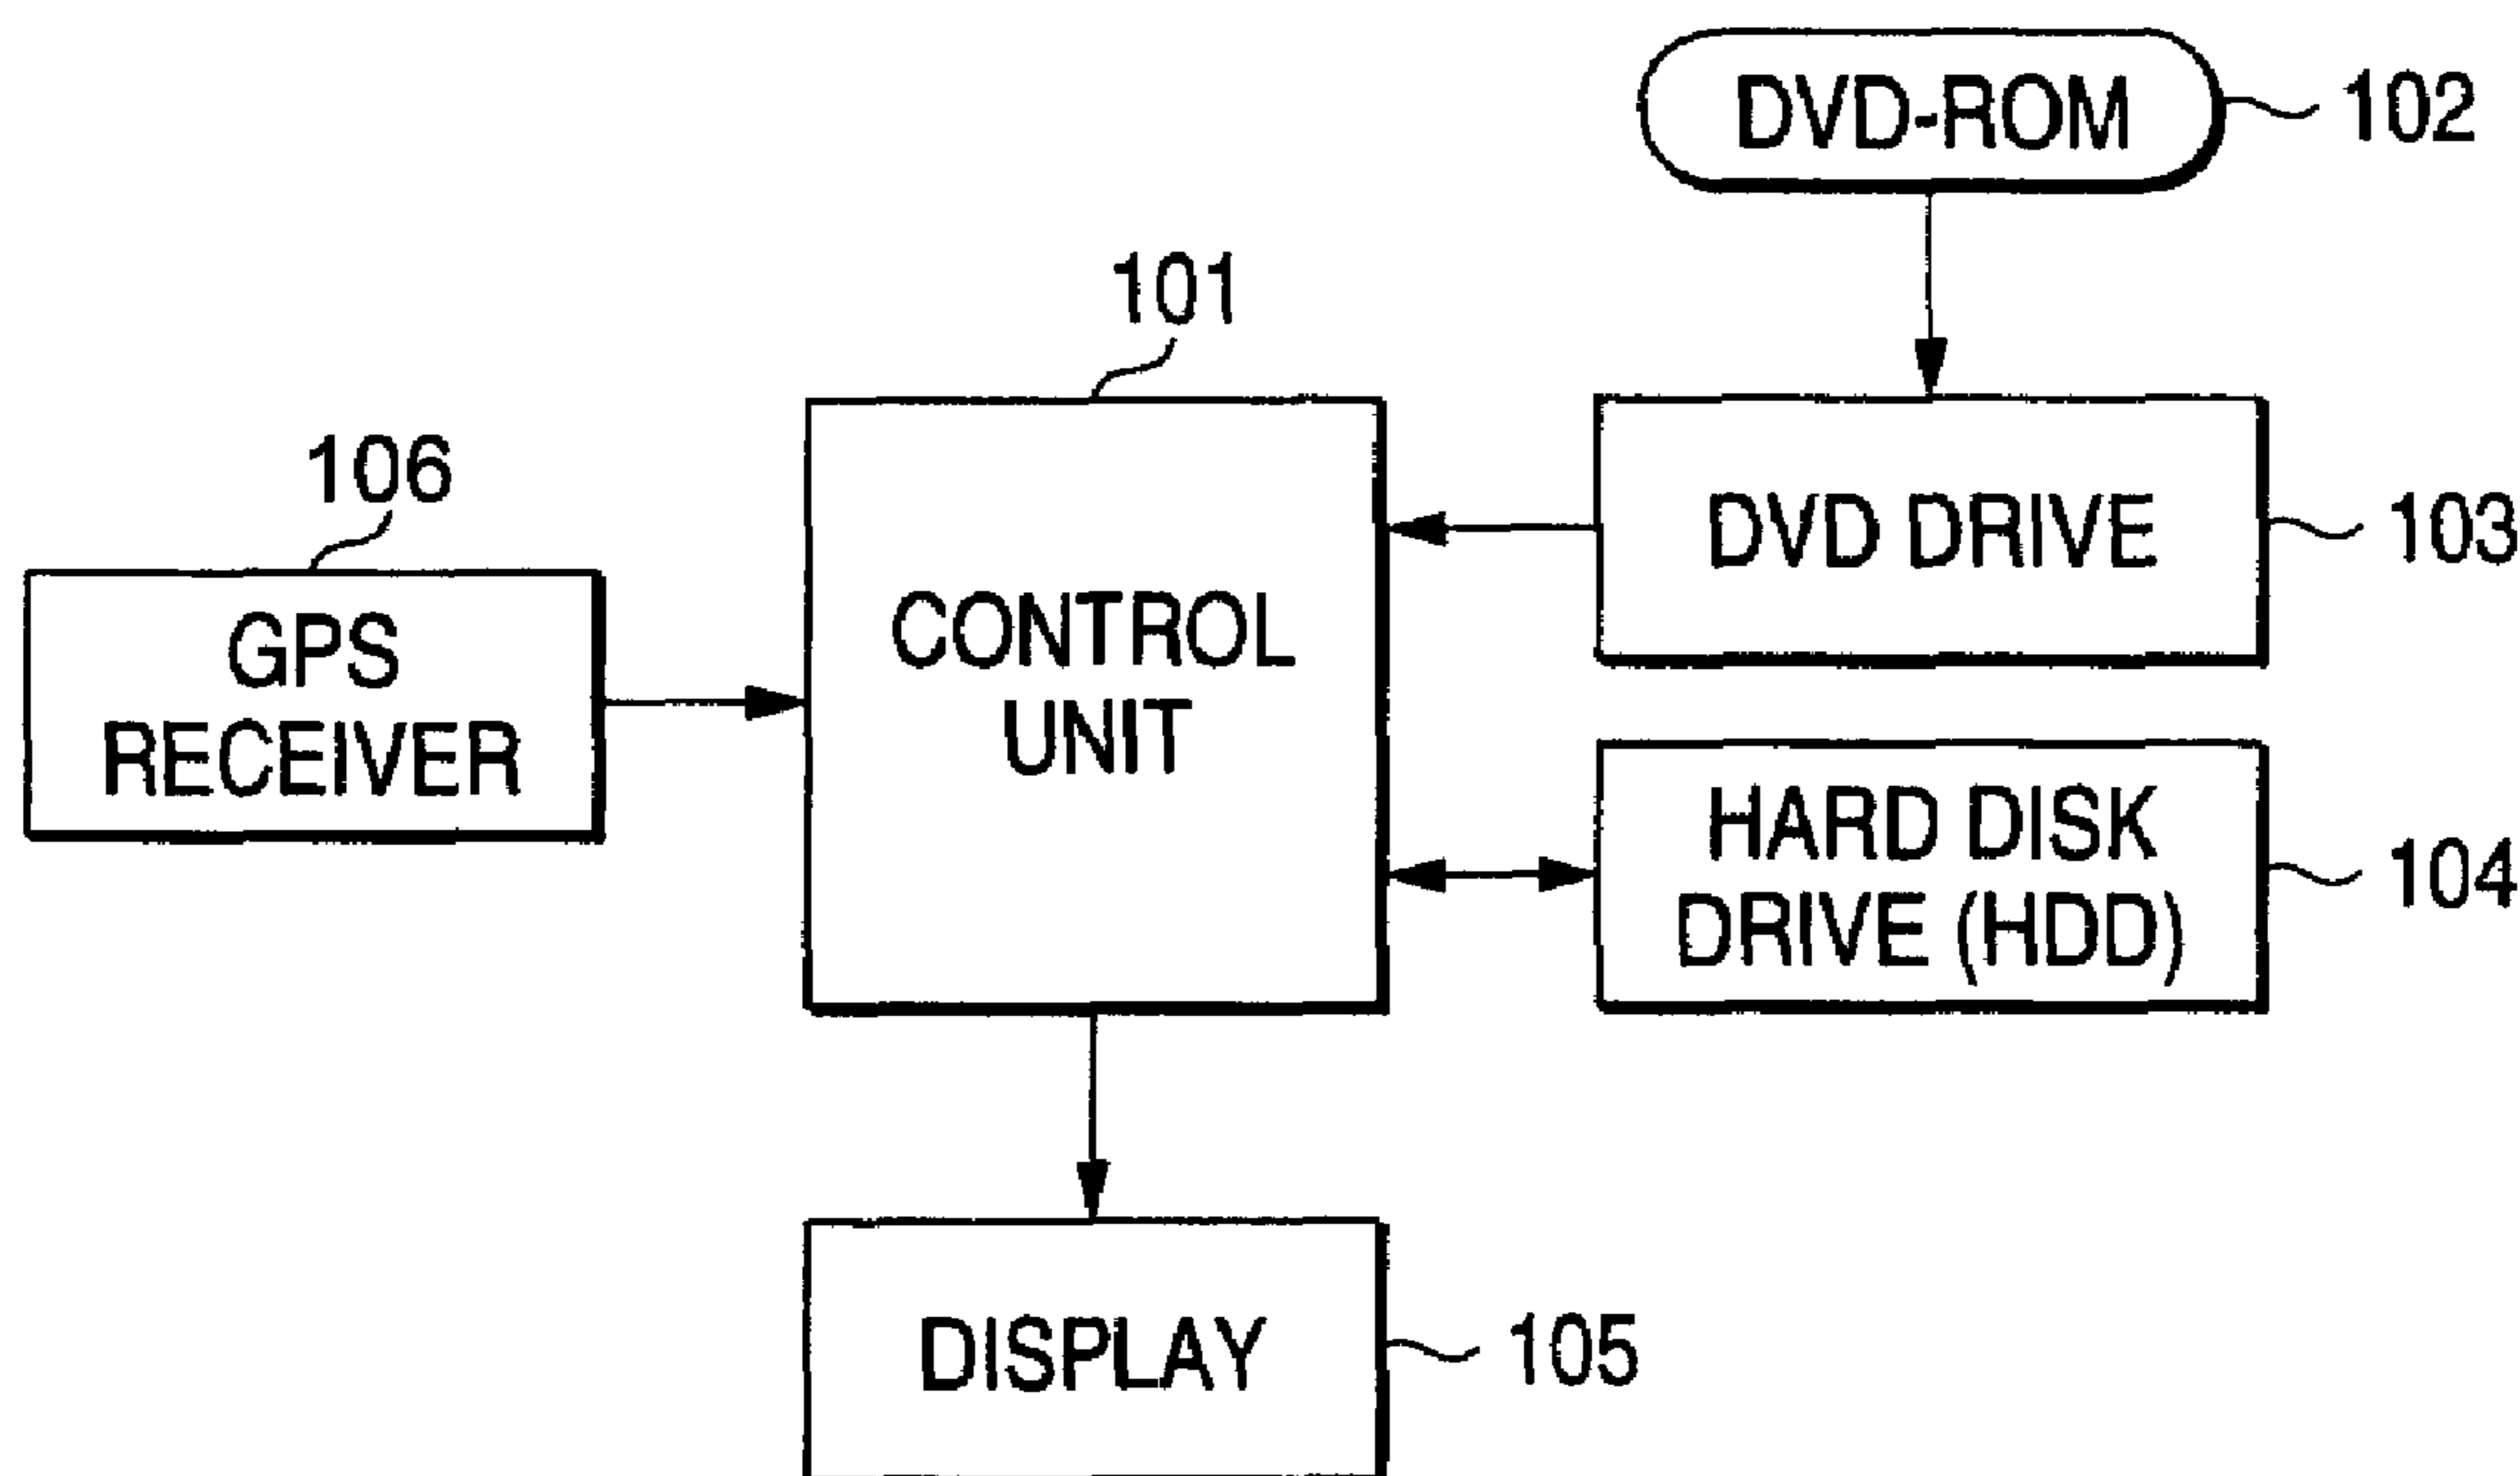 DVD-ROM
102
101
106
DVD DRIVE
103
CONTROL
UNIT
GPS
RECEIVER
HARD DISK
DRIVE (HDD)
104
DISPLAY
105